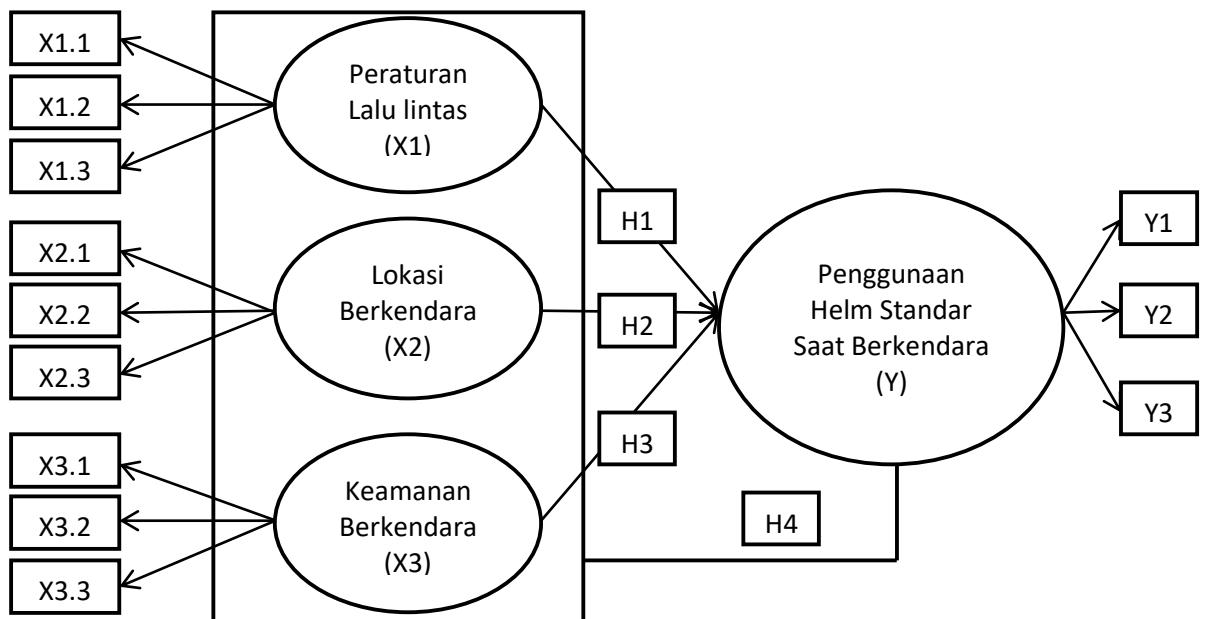 X1.1
X1.2
X1.3
Peraturan
Lalu lintas
(X1)
X2.1
X2.2
X2.3
Lokasi
Berkendara
(X2)
X3.1
X3.2
X3.3
Keamanan
Berkendara
(X3)
H1
H2
H3
H4
Penggunaan
Helm Standar
Saat Berkendara
(Y)
Y1
Y2
Y3